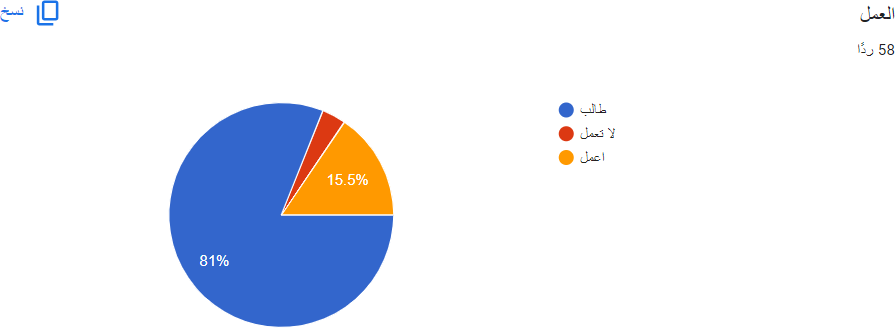 العمل
نسخ
58 ردًا
طالب
لا تعمل
اعمل
15.5%
81%